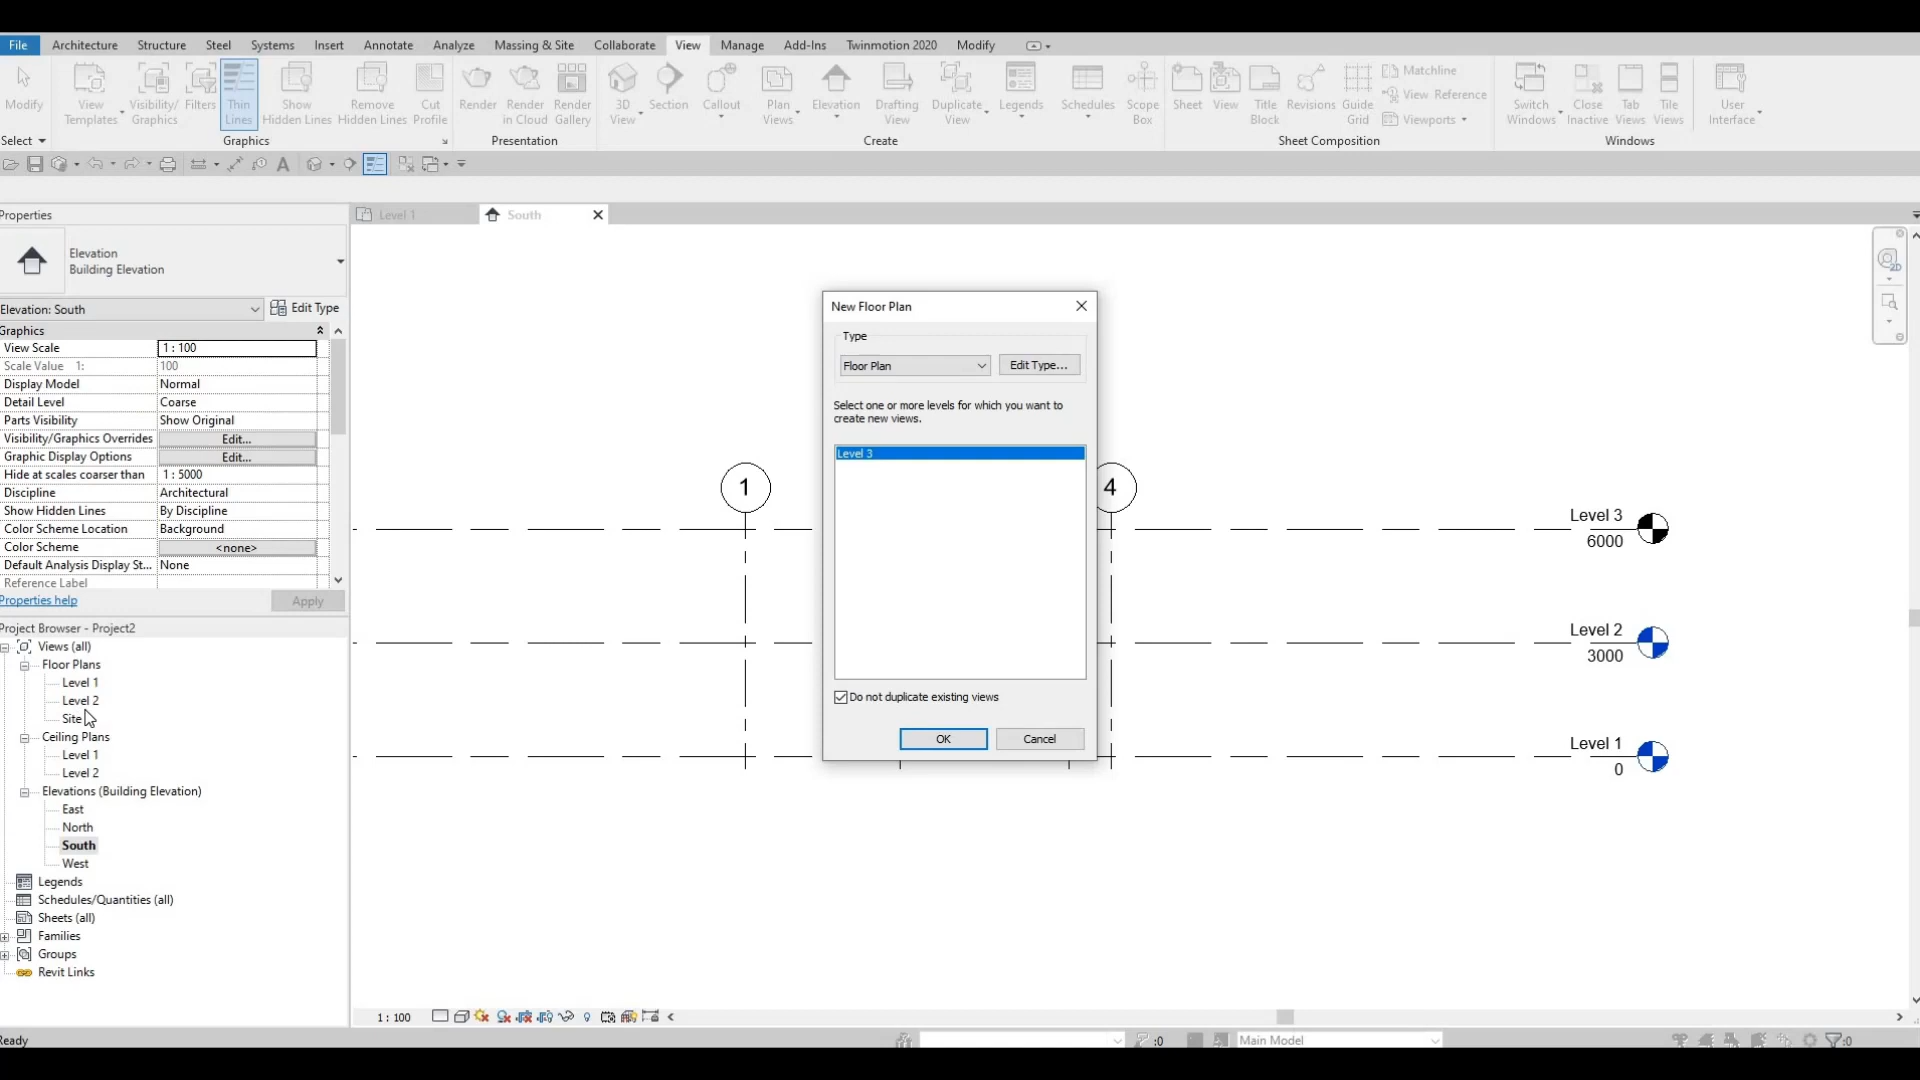 File Architecture Structure Steel Systems Insert Annotate Analyze Massing & Site Collaborate View Manage Add-Ins Twinmotion 2020 Modify
Modify View Templates Visibility/ Graphics Filters Thin Lines Show Hidden Lines Remove Hidden Lines Cut Profile Render Render in Cloud Render Gallery 3D View Section Callout Plan Views Elevation Drafting View Duplicate View Legends Schedules Scope Box Sheet View Title Block Revisions Guide Grid Matchline View Reference Viewports Switch Windows Close Inactive Tab Views Tile Views User Interface
Select Graphics Presentation Create Sheet Composition Windows
Properties
Level 1 South
Elevation
Building Elevation
Elevation: South Edit Type
Graphics
View Scale 1 : 100
Scale Value 1: 100
Display Model Normal
Detail Level Coarse
Parts Visibility Show Original
Visibility/Graphics Overrides Edit...
Graphic Display Options Edit...
Hide at scales coarser than 1 : 5000
Discipline Architectural
Show Hidden Lines By Discipline
Color Scheme Location Background
Color Scheme <none>
Default Analysis Display St... None
Reference Label
Properties help Apply
Project Browser - Project2
Views (all)
Floor Plans
Level 1
Level 2
Site
Ceiling Plans
Level 1
Level 2
Elevations (Building Elevation)
East
North
South
West
Legends
Schedules/Quantities (all)
Sheets (all)
Families
Groups
Revit Links
New Floor Plan
Type
Floor Plan Edit Type...
Select one or more levels for which you want to
create new views.
Level 3
Do not duplicate existing views
OK Cancel
1 4
Level 3
6000
Level 2
3000
Level 1
0
2D
1 : 100
Ready :0 Main Model :0